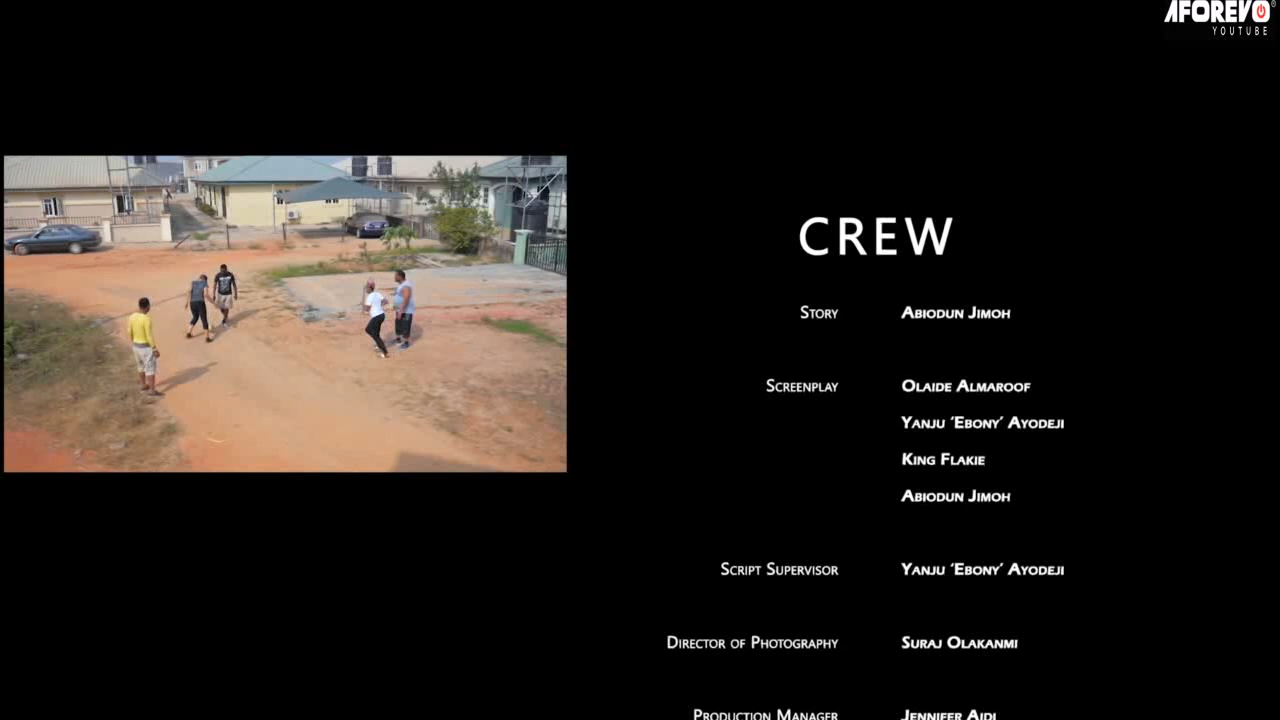 AFOREVO
YOUTUBE
CREW
Story Abiodun Jimoh
Screenplay Olaide Almaroof
Yanju 'Ebony' Ayodeji
King Flakie
Abiodun Jimoh
Script Supervisor Yanju 'Ebony' Ayodeji
Director of Photography Suraj Olakanmi
Production Manager Jennifer Aidi